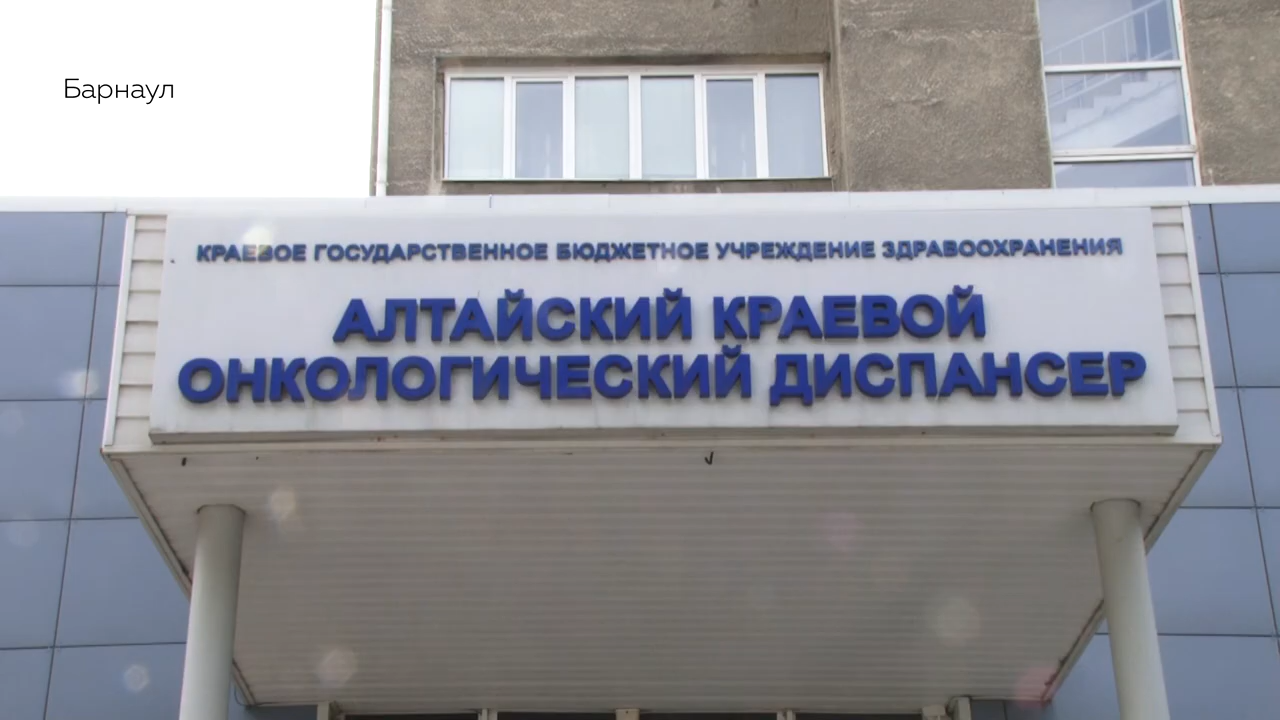 Барнаул
КРАЕВОЕ ГОСУДАРСТВЕННОЕ БЮДЖЕТНОЕ УЧРЕЖДЕНИЕ ЗДРАВООХРАНЕНИЯ
АЛТАЙСКИЙ КРАЕВОЙ
ОНКОЛОГИЧЕСКИЙ ДИСПАНСЕР